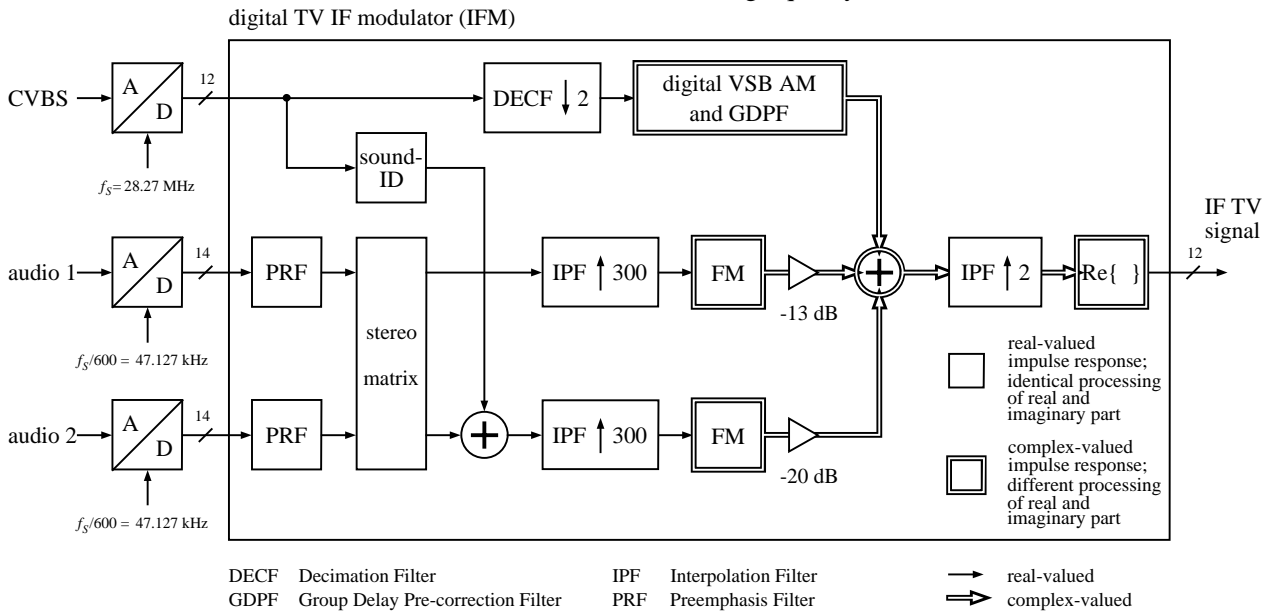 digital TV IF modulator (IFM)
CVBS
A
D
12
f_S = 28.27 MHz
DECF ↓ 2
digital VSB AM
and GDPF
sound-
ID
audio 1
A
D
14
f_S/600 = 47.127 kHz
PRF
stereo
matrix
IPF ↑ 300
FM
-13 dB
+
IPF ↑ 2
Re{ }
12
IF TV
signal
audio 2
A
D
14
f_S/600 = 47.127 kHz
PRF
+
IPF ↑ 300
FM
-20 dB
real-valued
impulse response;
identical processing
of real and
imaginary part
complex-valued
impulse response;
different processing
of real and
imaginary part
DECF Decimation Filter
IPF Interpolation Filter
real-valued
GDPF Group Delay Pre-correction Filter
PRF Preemphasis Filter
complex-valued